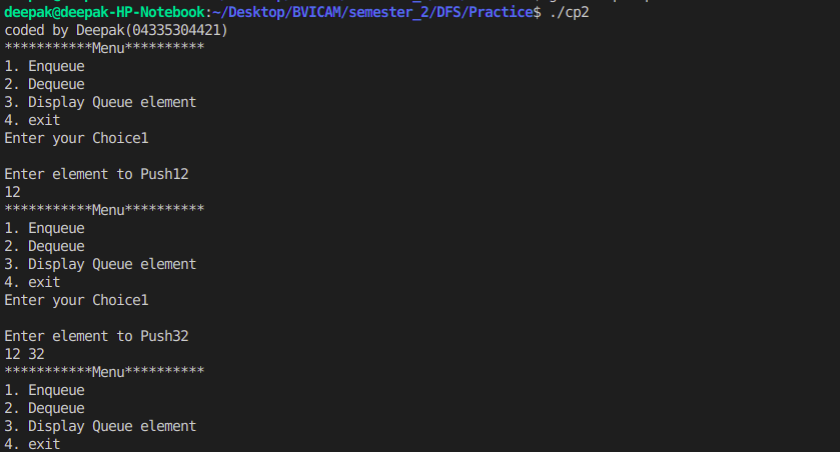 deepak@deepak-HP-Notebook:~/Desktop/BVICAM/semester_2/DFS/Practice$ ./cp2
coded by Deepak(04335304421)
***********Menu**********
1. Enqueue
2. Dequeue
3. Display Queue element
4. exit
Enter your Choice1

Enter element to Push12
12
***********Menu**********
1. Enqueue
2. Dequeue
3. Display Queue element
4. exit
Enter your Choice1

Enter element to Push32
12 32
***********Menu**********
1. Enqueue
2. Dequeue
3. Display Queue element
4. exit